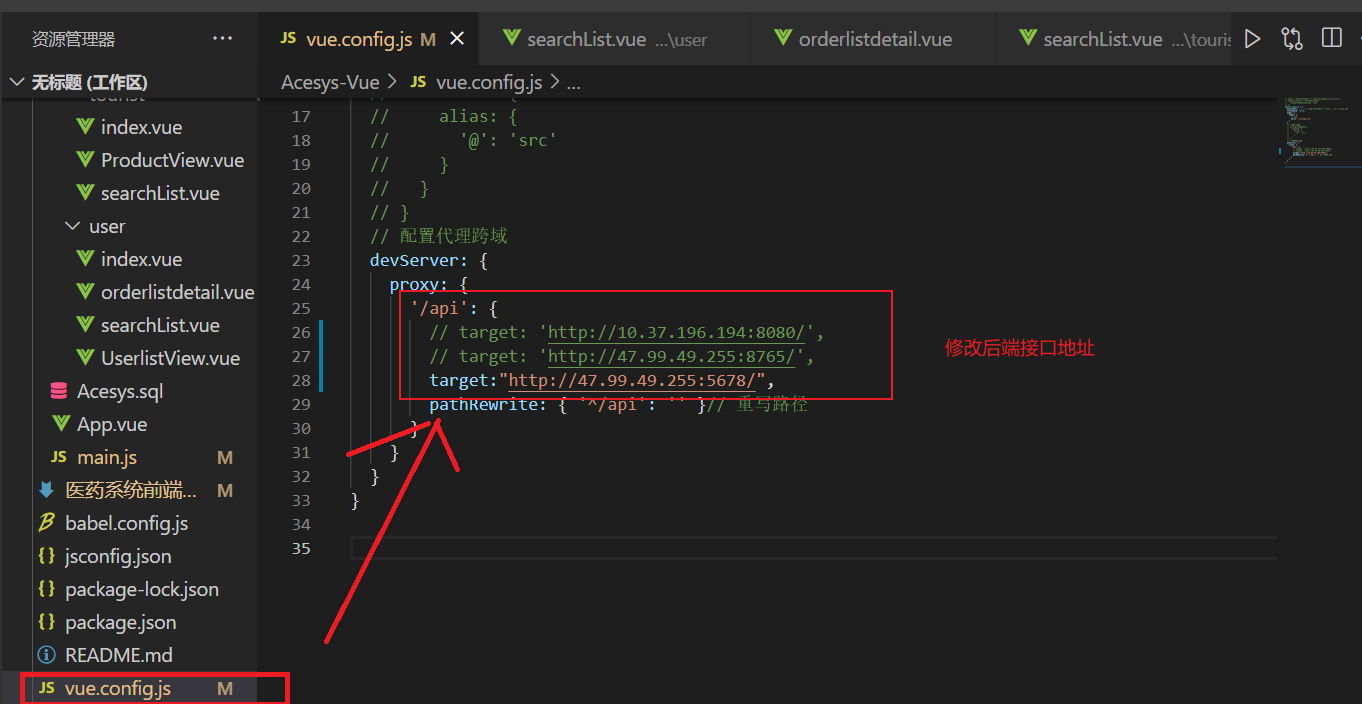 资源管理器 ···
JS vue.config.js M ×
searchList.vue ...\user
orderlistdetail.vue
searchList.vue ...\touris
无标题 (工作区)
Acesys-Vue > JS vue.config.js > ...
tourist
index.vue
ProductView.vue
searchList.vue
user
index.vue
orderlistdetail.vue
searchList.vue
UserlistView.vue
Acesys.sql
App.vue
JS main.js M
医药系统前端... M
babel.config.js
{} jsconfig.json
{} package-lock.json
{} package.json
README.md
JS vue.config.js M
17 //     alias: {
18 //       '@': 'src'
19 //     }
20 //   }
21 // }
22 // 配置代理跨域
23 devServer: {
24 proxy: {
25 '/api': {
26 // target: 'http://10.37.196.194:8080/',
27 // target: 'http://47.99.49.255:8765/',
28 target:"http://47.99.49.255:5678/",
29 pathRewrite: { '^/api': '' }// 重写路径
30 }
31 }
32 }
33 }
34
35
修改后端接口地址